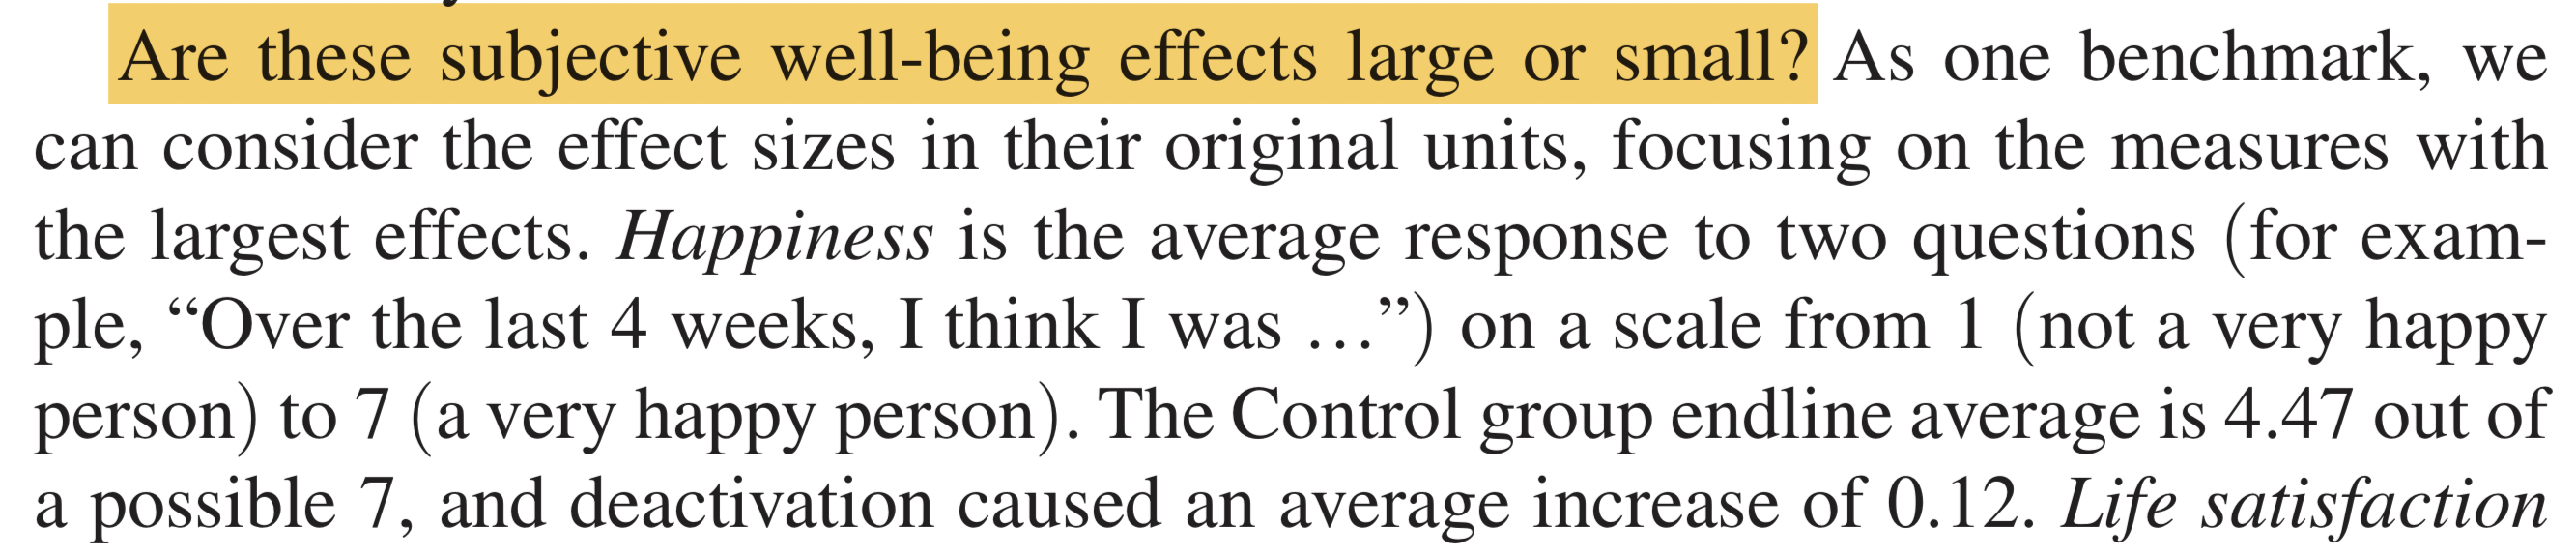 Are these subjective well-being effects large or small? As one benchmark, we
can consider the effect sizes in their original units, focusing on the measures with
the largest effects. Happiness is the average response to two questions (for exam-
ple, “Over the last 4 weeks, I think I was …”) on a scale from 1 (not a very happy
person) to 7 (a very happy person). The Control group endline average is 4.47 out of
a possible 7, and deactivation caused an average increase of 0.12. Life satisfaction